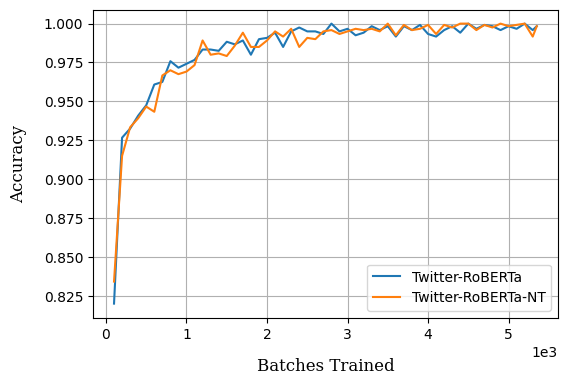 1.000
0.975
0.950
0.925
0.900
0.875
0.850
0.825
Accuracy
Twitter-RoBERTa
Twitter-RoBERTa-NT
0 1 2 3 4 5
1e3
Batches Trained